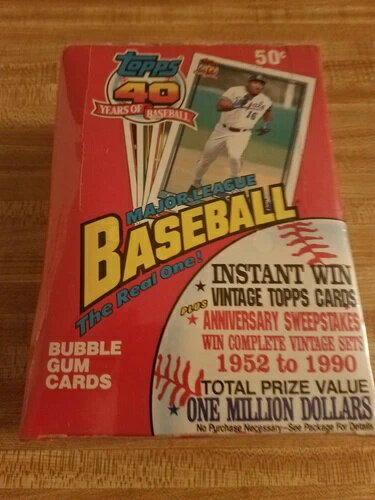 Topps
50¢
40
YEARS OF BASEBALL
Royals
16
MAJOR LEAGUE
BASEBALL
The Real One!
BUBBLE
GUM
CARDS
INSTANT WIN
VINTAGE TOPPS CARDS
PLUS
ANNIVERSARY SWEEPSTAKES
WIN COMPLETE VINTAGE SETS
1952 to 1990
TOTAL PRIZE VALUE
ONE MILLION DOLLARS
No Purchase Necessary—See Package For Details